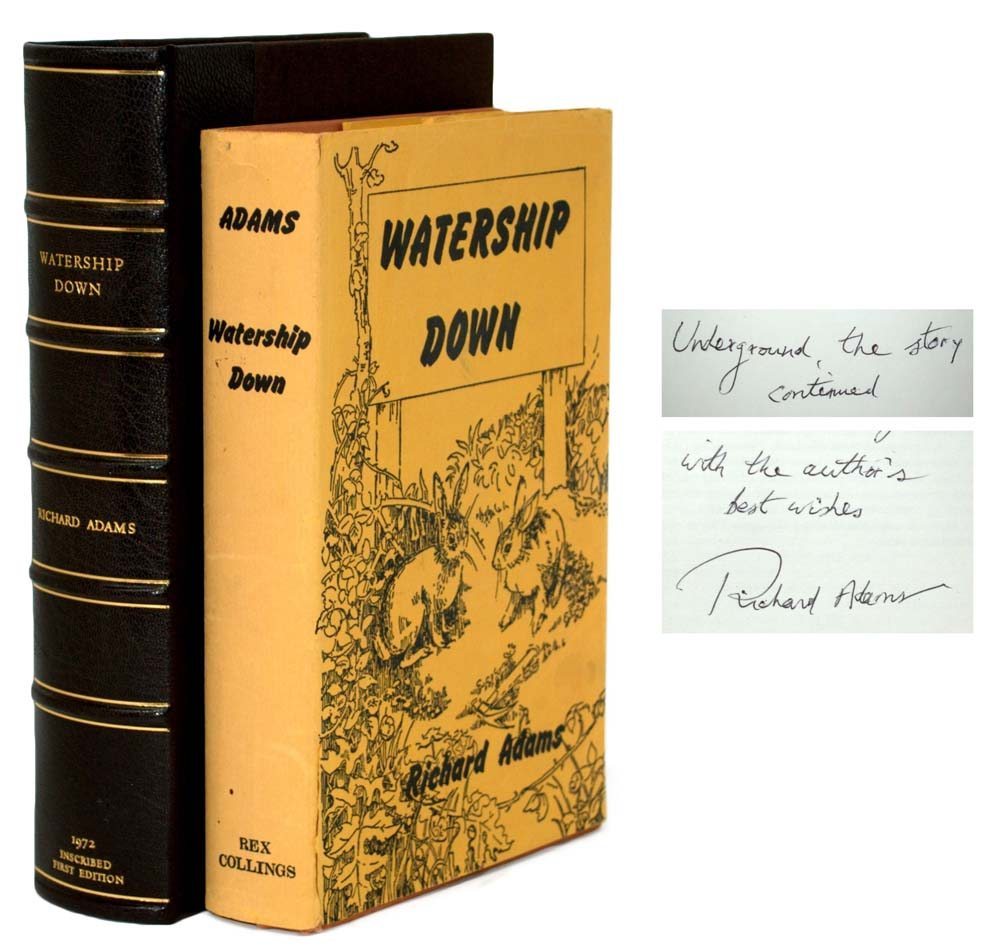 WATERSHIP
DOWN
RICHARD ADAMS
1972
INSCRIBED
FIRST EDITION
ADAMS
Watership
Down
REX
COLLINGS
WATERSHIP
DOWN
Richard Adams
Underground, the story
continued
with the author's
best wishes
Richard Adams